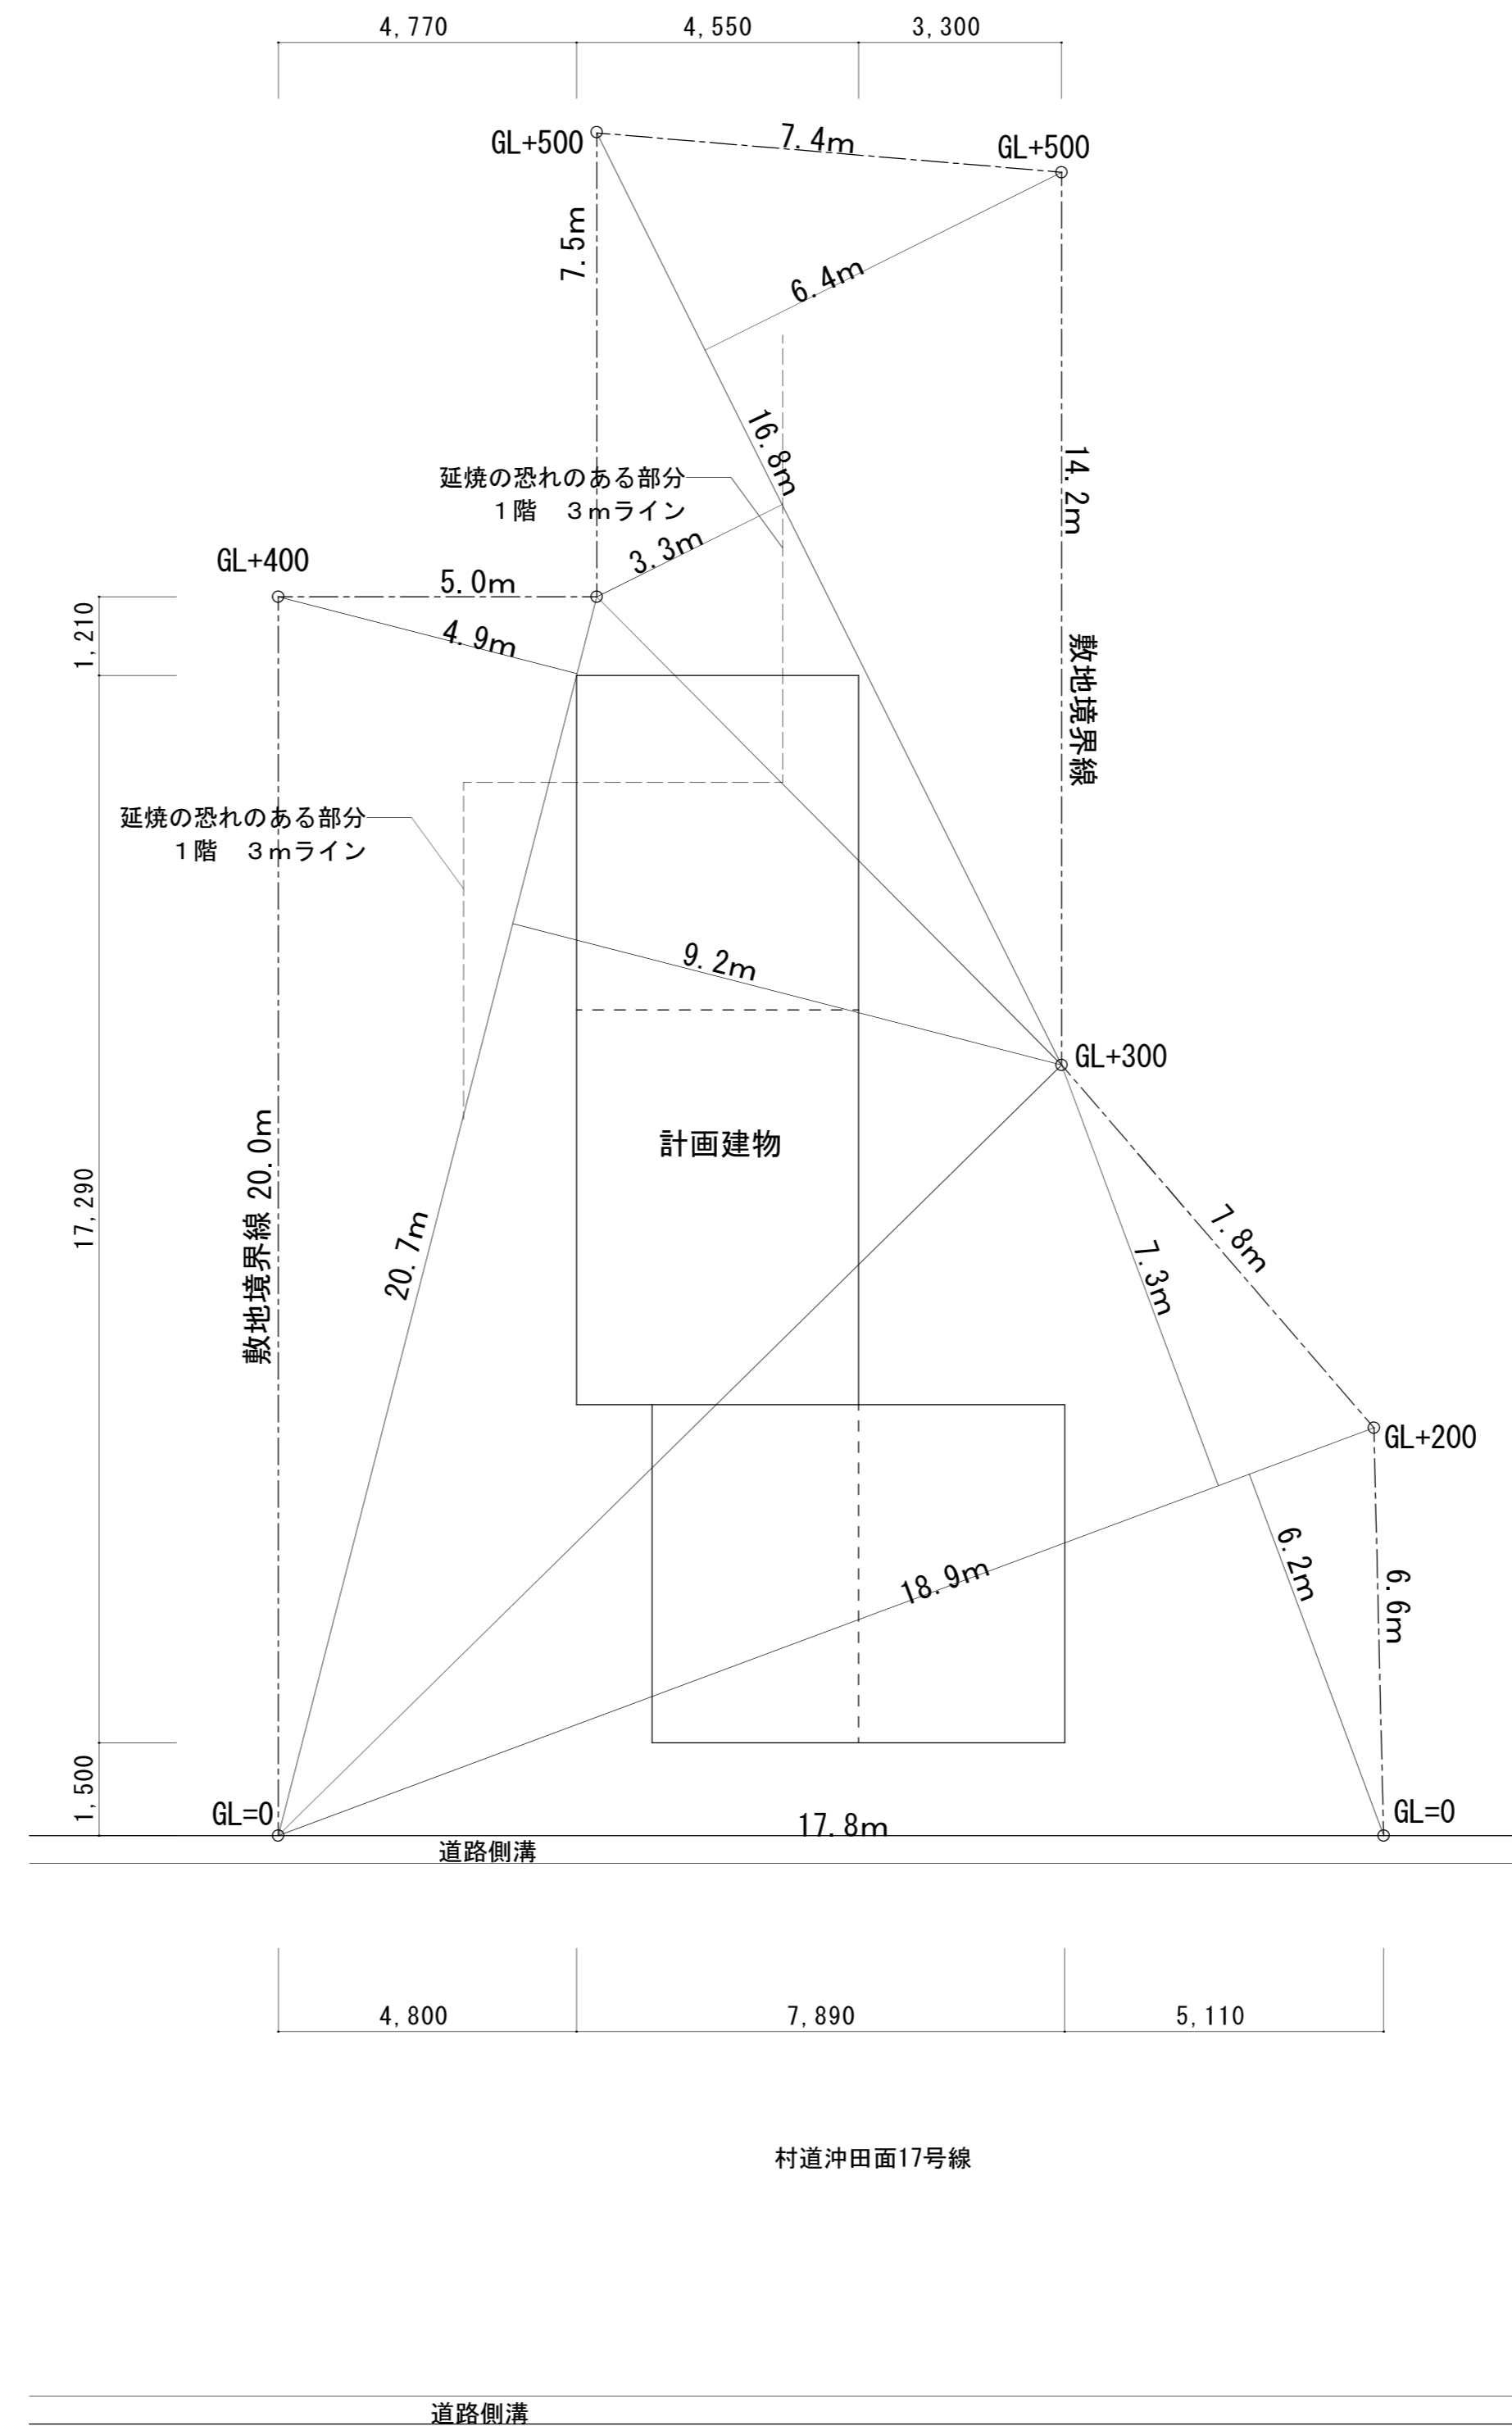 4,770
4,550
3,300
GL+500
7.4m
GL+500
7.5m
6.4m
16.8m
14.2m
延焼の恐れのある部分
1階 3mライン
3.3m
GL+400
5.0m
4.9m
1,210
敷地境界線
延焼の恐れのある部分
1階 3mライン
9.2m
GL+300
計画建物
敷地境界線 20.0m
17,290
20.7m
7.8m
7.3m
GL+200
18.9m
6.2m
6.6m
1,500
GL=0
17.8m
GL=0
道路側溝
4,800
7,890
5,110
村道沖田面17号線
道路側溝